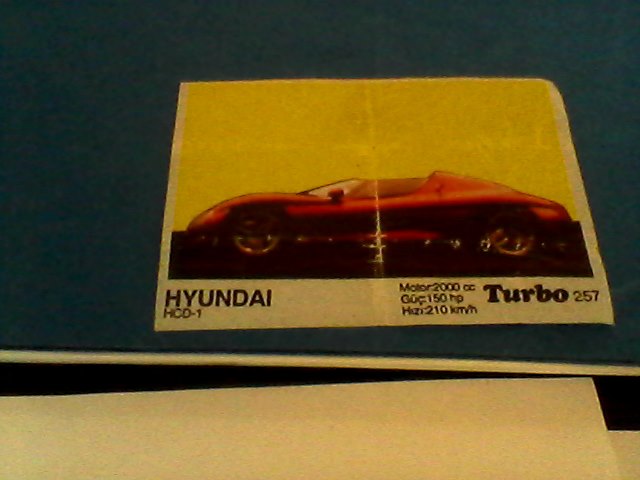 HYUNDAI
HCD-1
Motor:2000 cc
Güç:150 hp
Hızı:210 km/h
Turbo 257